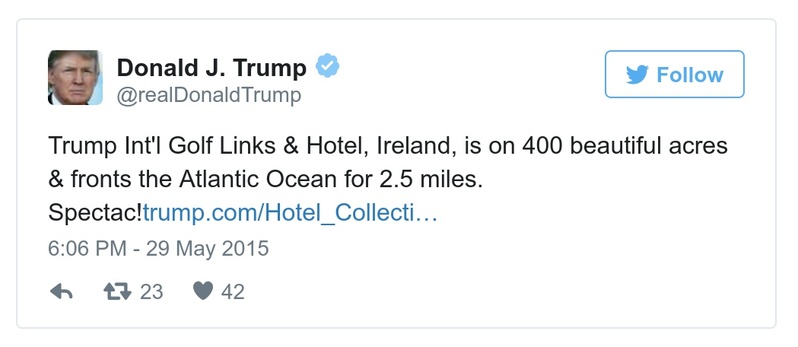 Donald J. Trump
@realDonaldTrump
Follow
Trump Int'l Golf Links & Hotel, Ireland, is on 400 beautiful acres
& fronts the Atlantic Ocean for 2.5 miles.
Spectac!trump.com/Hotel_Collecti…
6:06 PM - 29 May 2015
23 42